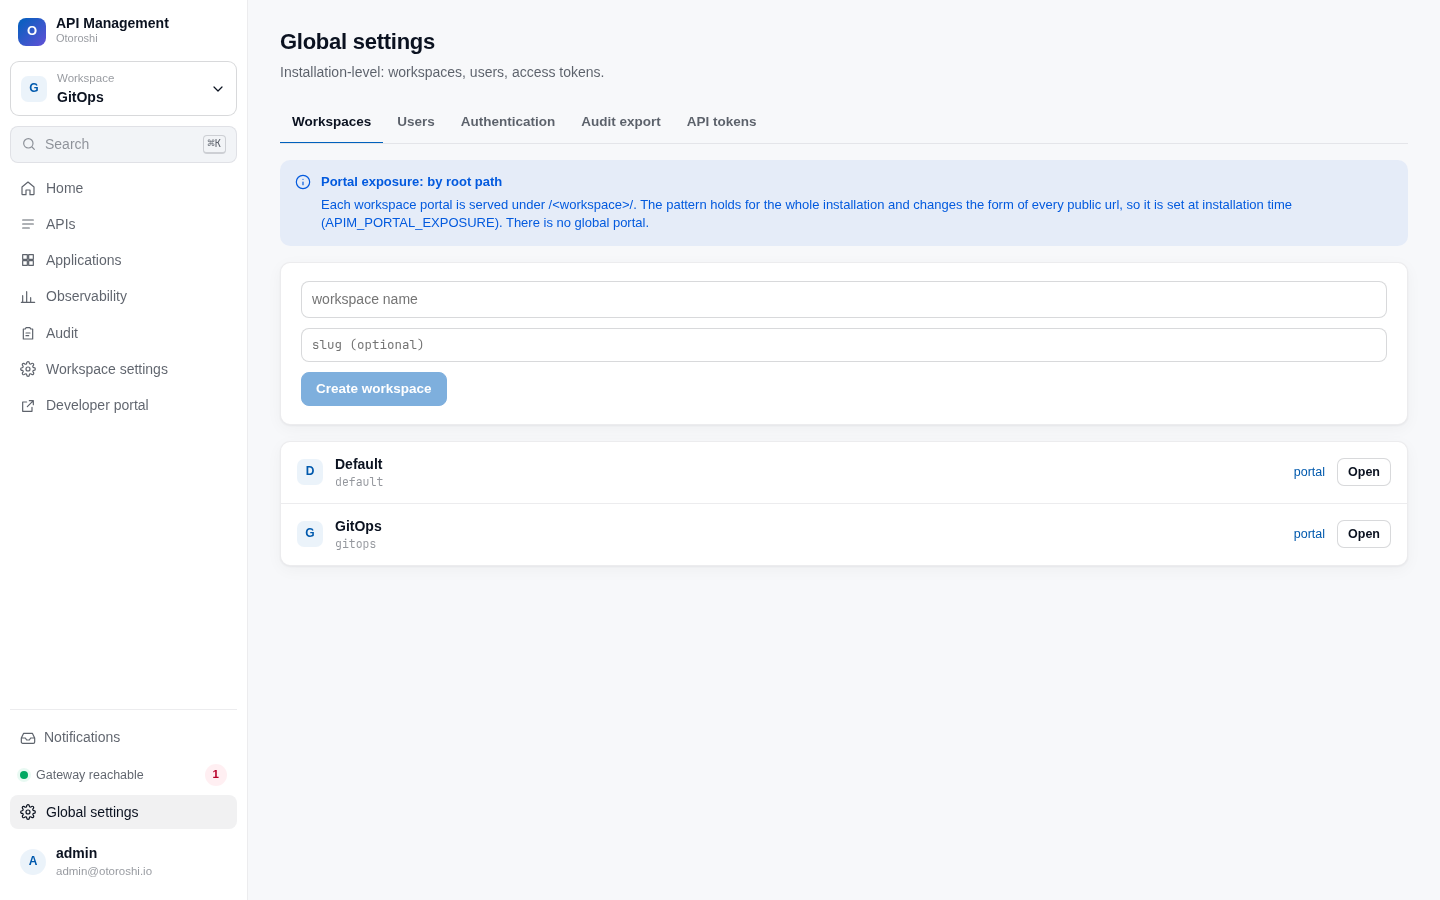 O
API Management
Otoroshi
G
Workspace
GitOps
Search
⌘K
Home
APIs
Applications
Observability
Audit
Workspace settings
Developer portal
Notifications
Gateway reachable
1
Global settings
A
admin
admin@otoroshi.io
Global settings
Installation-level: workspaces, users, access tokens.
Workspaces Users Authentication Audit export API tokens
Portal exposure: by root path
Each workspace portal is served under /<workspace>/. The pattern holds for the whole installation and changes the form of every public url, so it is set at installation time
(APIM_PORTAL_EXPOSURE). There is no global portal.
workspace name
slug (optional)
Create workspace
D
Default
default
portal
Open
G
GitOps
gitops
portal
Open